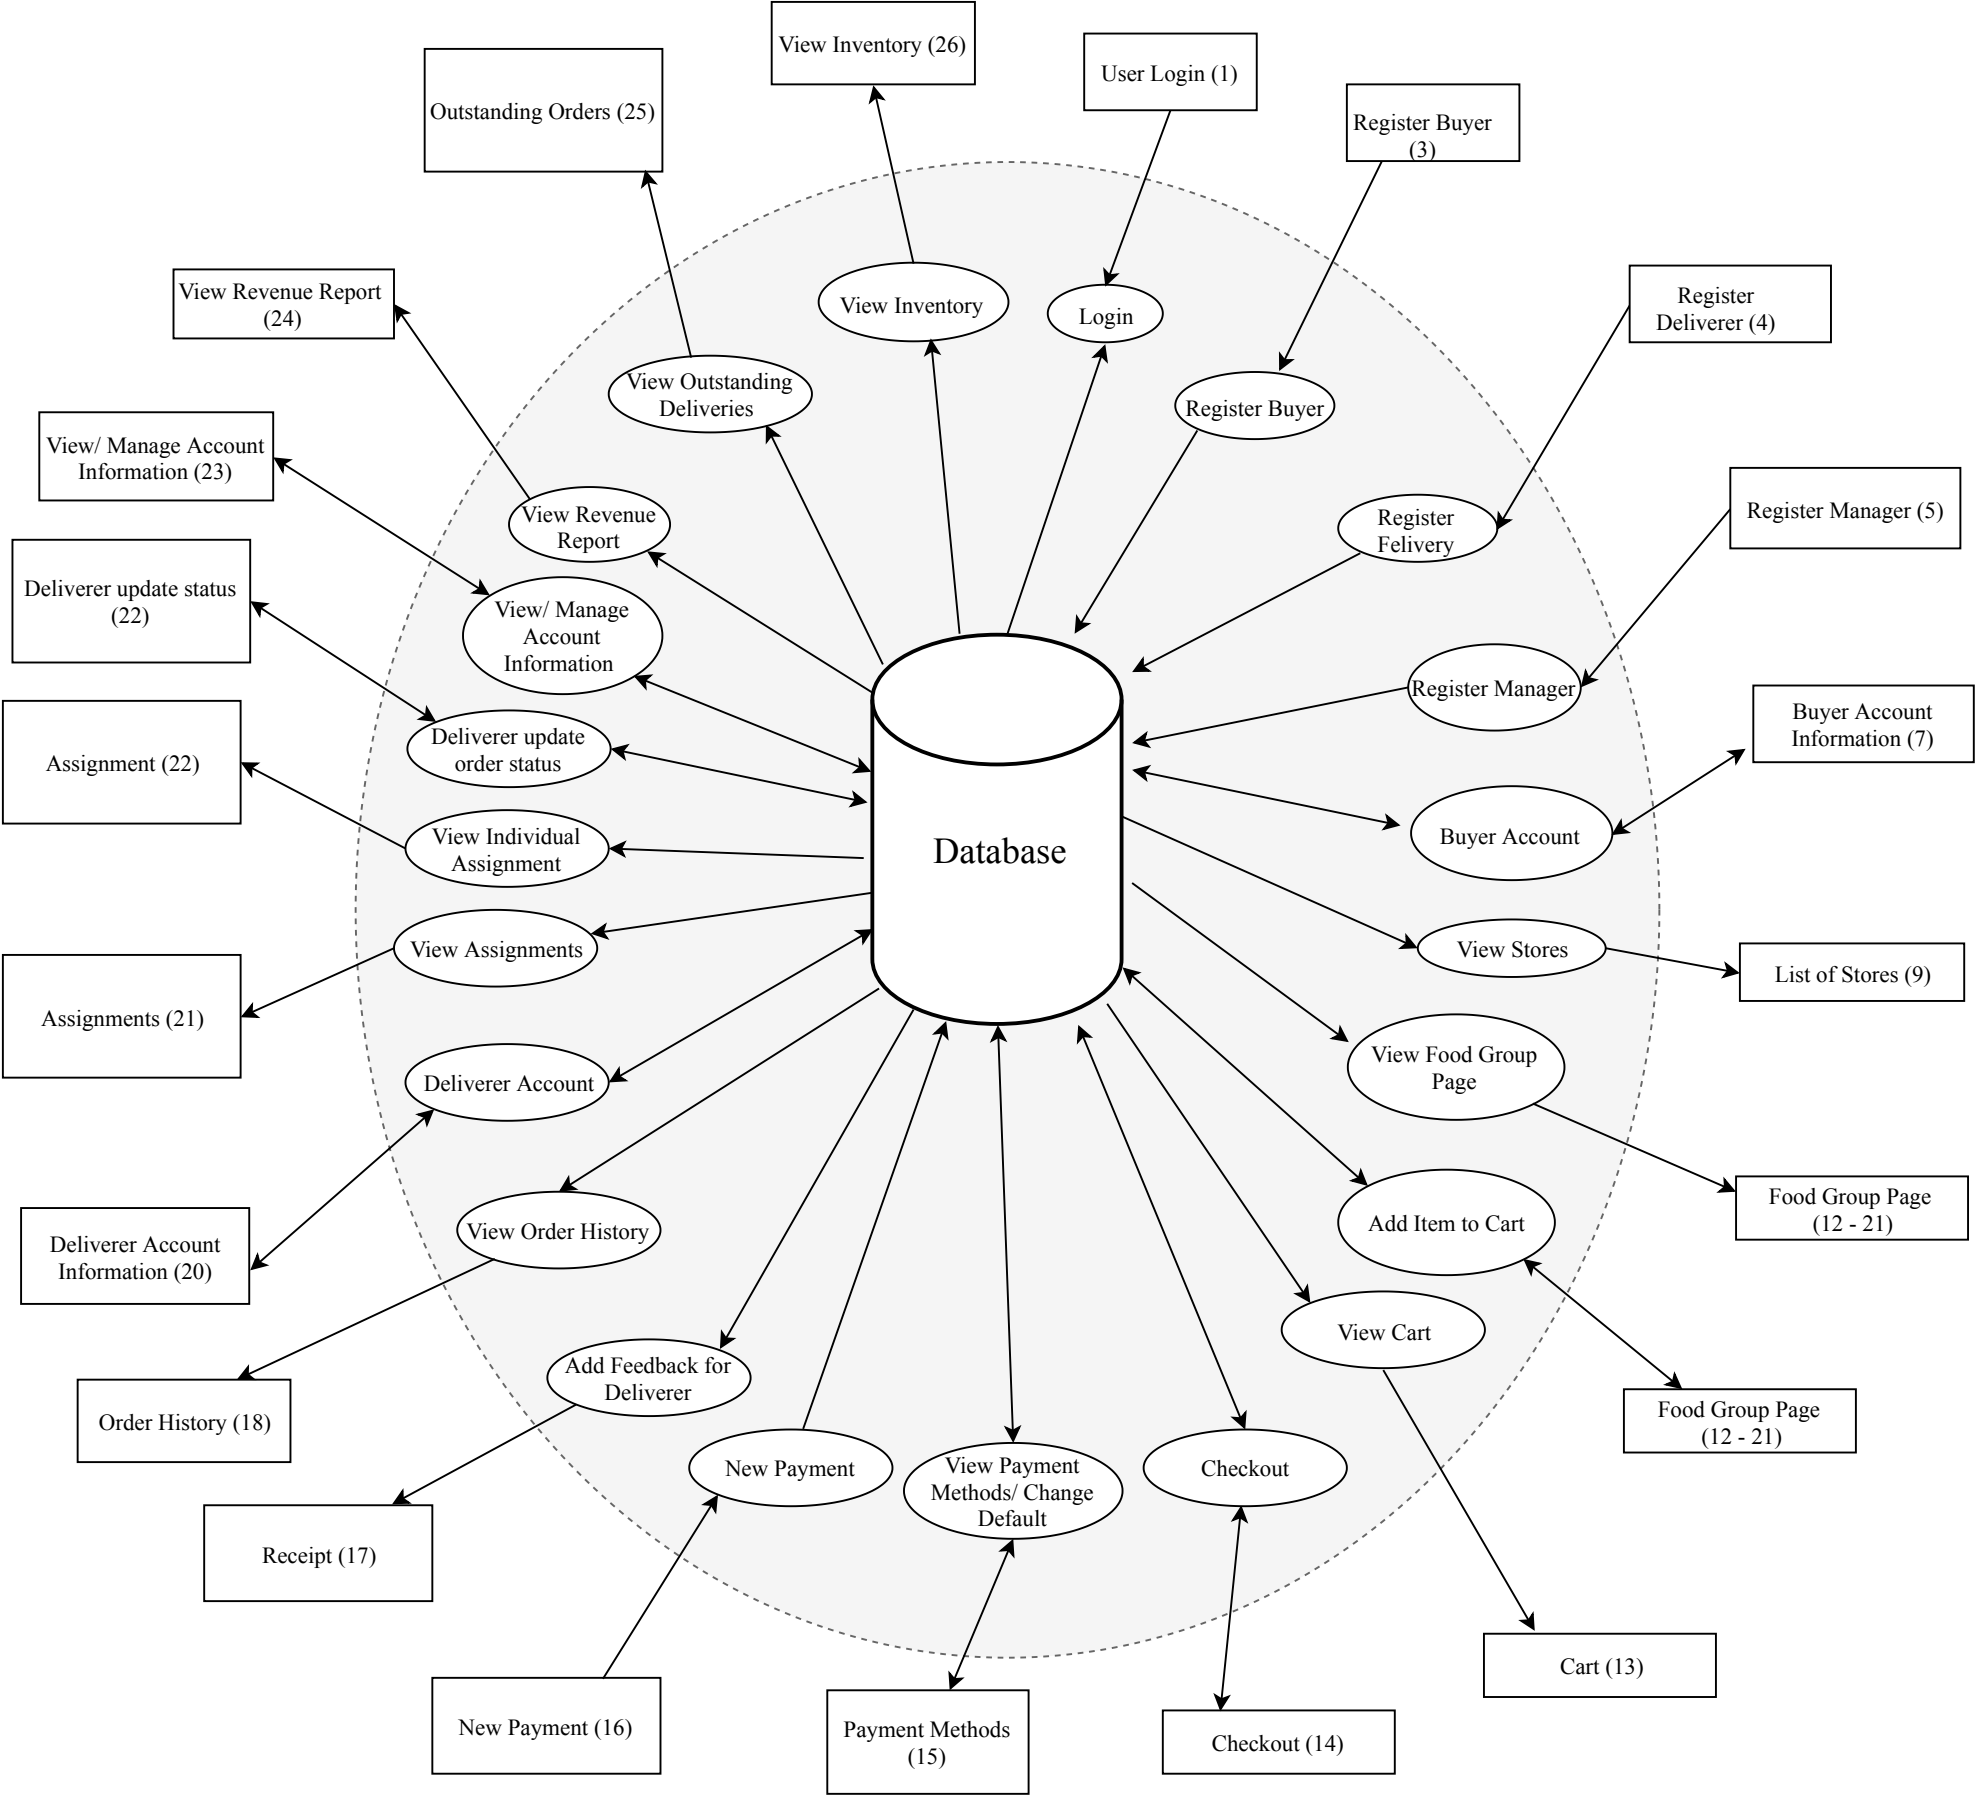 View Inventory (26)
User Login (1)
Outstanding Orders (25)
Register Buyer
(3)
View Revenue Report
(24)
Register
Deliverer (4)
View Inventory
Login
View Outstanding
Deliveries
Register Buyer
View/ Manage Account
Information (23)
View Revenue
Report
Register
Felivery
Register Manager (5)
Deliverer update status
(22)
View/ Manage
Account
Information
Register Manager
Buyer Account
Information (7)
Assignment (22)
Deliverer update
order status
View Individual
Assignment
Database
Buyer Account
View Assignments
View Stores
List of Stores (9)
Assignments (21)
Deliverer Account
View Food Group
Page
Deliverer Account
Information (20)
View Order History
Add Item to Cart
Food Group Page
(12 - 21)
View Cart
Order History (18)
Add Feedback for
Deliverer
Food Group Page
(12 - 21)
New Payment
View Payment
Methods/ Change
Default
Checkout
Receipt (17)
New Payment (16)
Payment Methods
(15)
Checkout (14)
Cart (13)